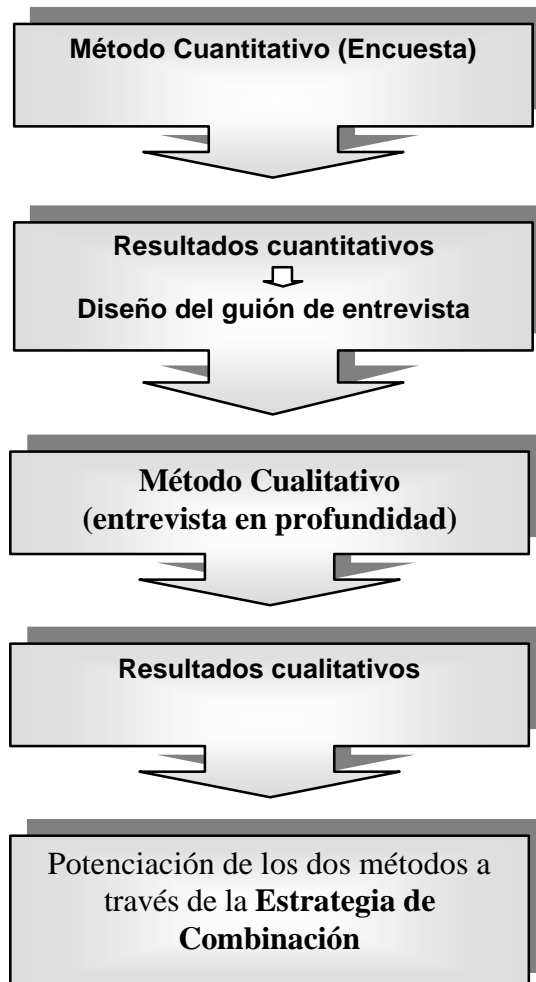 Método Cuantitativo (Encuesta)
Resultados cuantitativos
Diseño del guión de entrevista
Método Cualitativo
(entrevista en profundidad)
Resultados cualitativos
Potenciación de los dos métodos a
través de la Estrategia de
Combinación